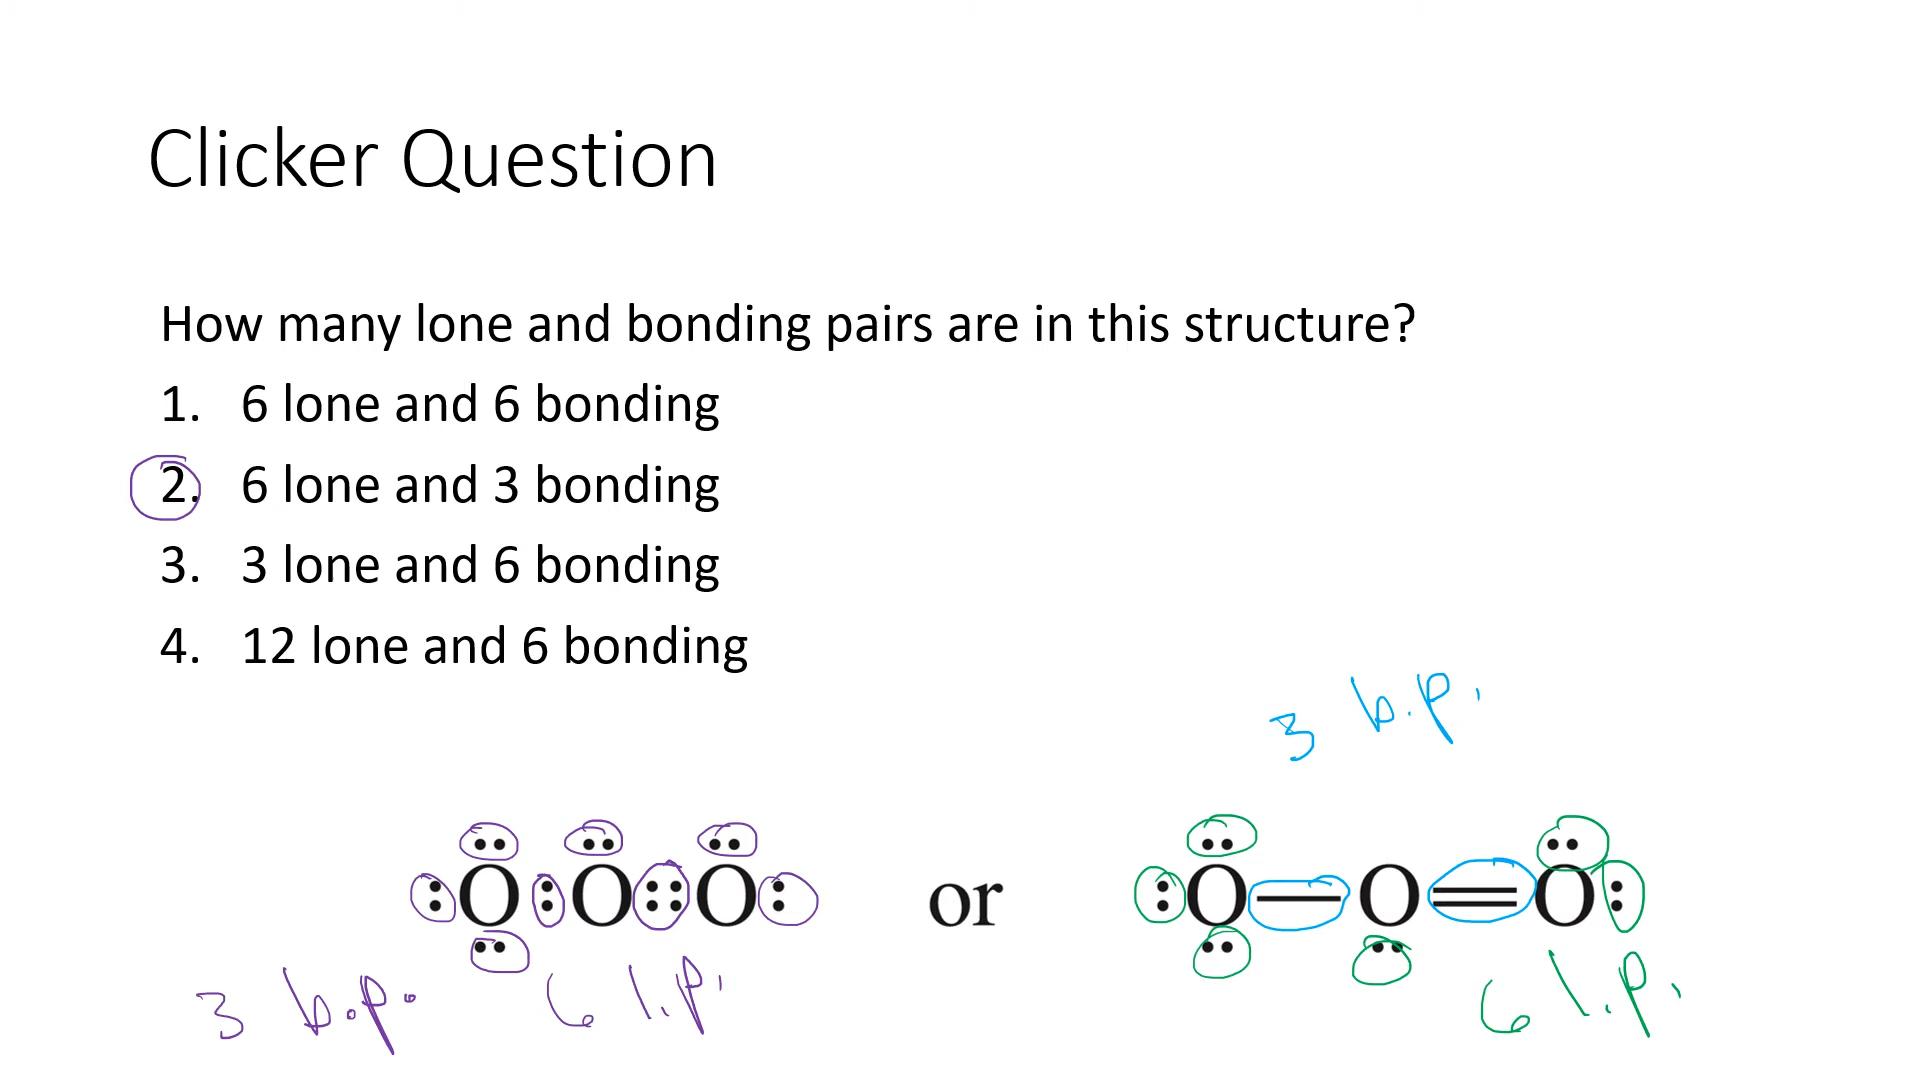 Clicker Question
How many lone and bonding pairs are in this structure?
1. 6 lone and 6 bonding
2. 6 lone and 3 bonding
3. 3 lone and 6 bonding
4. 12 lone and 6 bonding
3 b.p.
:O:O::O: or :O—O=O:
3 b.p. 6 l.p. 6 l.p.